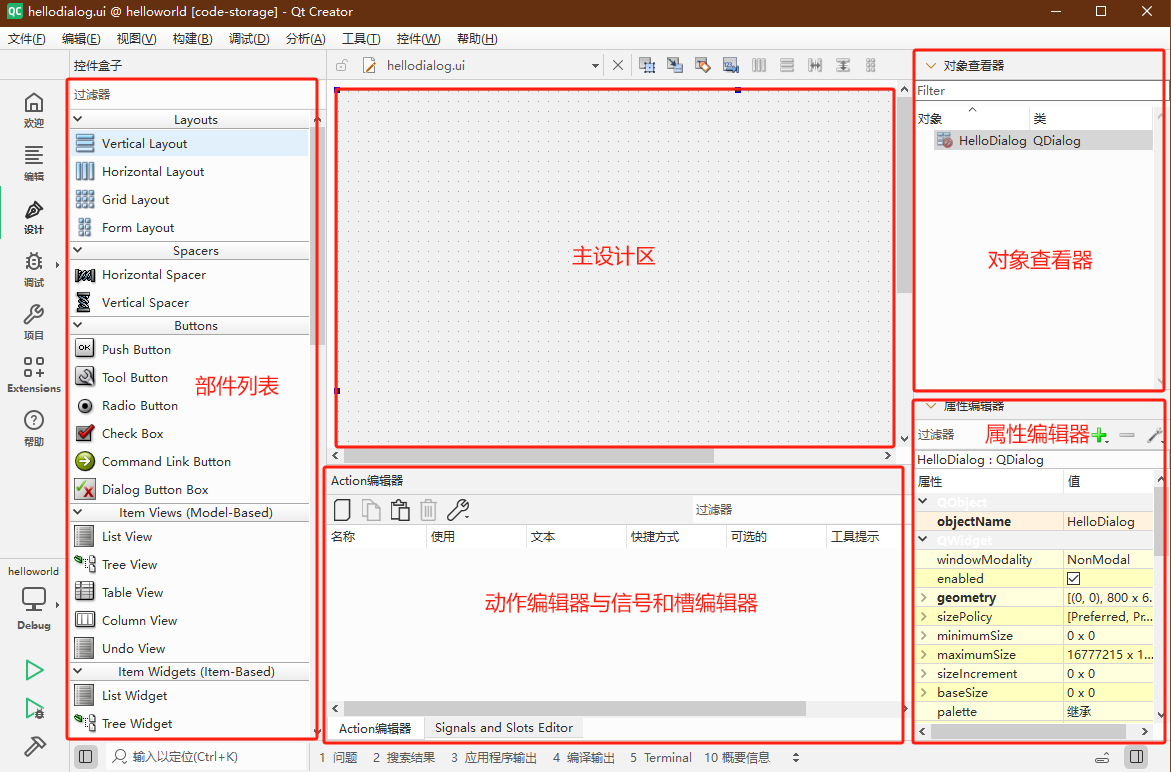 hellodialog.ui @ helloworld [code-storage] - Qt Creator
文件(F) 编辑(E) 视图(V) 构建(B) 调试(D) 分析(A) 工具(T) 控件(W) 帮助(H)
控件盒子
hellodialog.ui
欢迎
编辑
设计
调试
项目
Extensions
帮助
helloworld
Debug
过滤器
Layouts
Vertical Layout
Horizontal Layout
Grid Layout
Form Layout
Spacers
Horizontal Spacer
Vertical Spacer
Buttons
OK Push Button
Tool Button
部件列表
Radio Button
Check Box
Command Link Button
Dialog Button Box
Item Views (Model-Based)
List View
Tree View
Table View
Column View
Undo View
Item Widgets (Item-Based)
List Widget
Tree Widget
主设计区
Action编辑器
过滤器
名称 使用 文本 快捷方式 可选的 工具提示
动作编辑器与信号和槽编辑器
Action编辑器 Signals and Slots Editor
对象查看器
Filter
对象 类
HelloDialog QDialog
对象查看器
属性编辑器
过滤器 属性编辑器
HelloDialog : QDialog
属性 值
QObject
objectName HelloDialog
QWidget
windowModality NonModal
enabled
geometry [(0, 0), 800 x 6...
sizePolicy [Preferred, Pr...
minimumSize 0 x 0
maximumSize 16777215 x 1...
sizeIncrement 0 x 0
baseSize 0 x 0
palette 继承
输入以定位(Ctrl+K) 1 问题 2 搜索结果 3 应用程序输出 4 编译输出 5 Terminal 10 概要信息